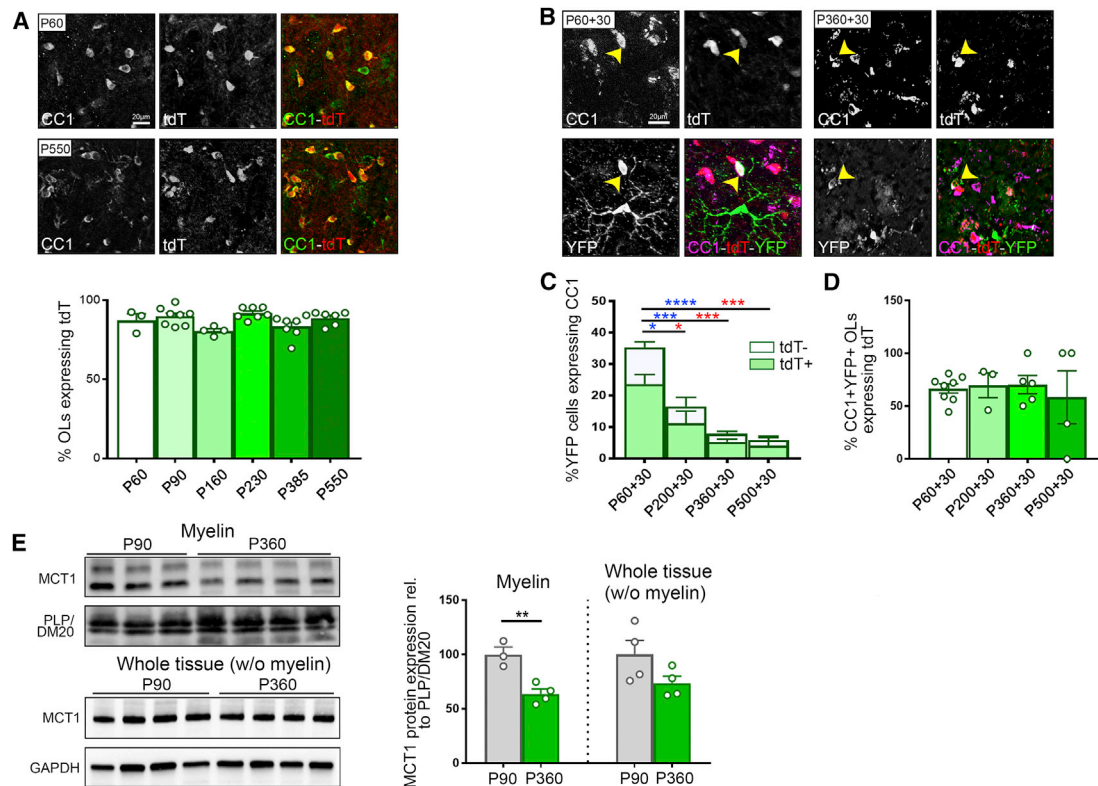 A
P60
CC1
20µm
tdT
CC1-tdT
P550
CC1
tdT
CC1-tdT
% OLs expressing tdT
100
50
0
P60
P90
P160
P230
P385
P550
B
P60+30
CC1
20µm
tdT
YFP
CC1-tdT-YFP
P360+30
CC1
tdT
YFP
CC1-tdT-YFP
C
%YFP cells expressing CC1
50
40
30
20
10
0
**** ***
*** ***
* *
tdT-
tdT+
P60+30
P200+30
P360+30
P500+30
D
% CC1+YFP+ OLs
expressing tdT
150
100
50
0
P60+30
P200+30
P360+30
P500+30
E
Myelin
P90 P360
MCT1
PLP/
DM20
Whole tissue (w/o myelin)
P90 P360
MCT1
GAPDH
MCT1 protein expression rel.
to PLP/DM20
150
100
50
0
Myelin
**
Whole tissue
(w/o myelin)
P90 P360 P90 P360